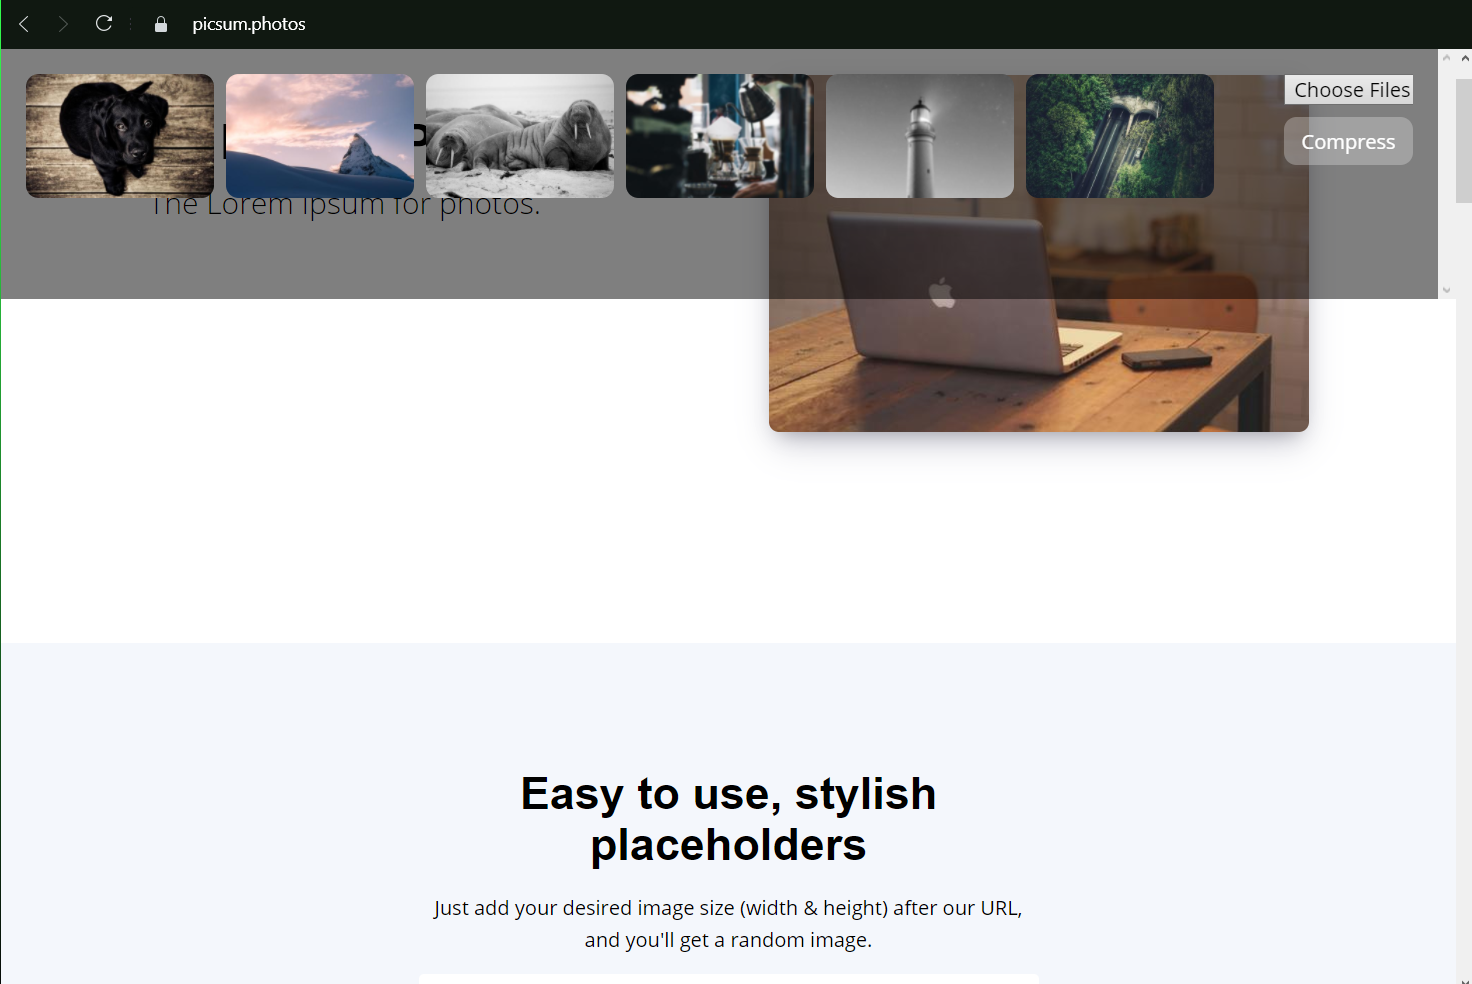 picsum.photos
Choose Files
Compress
The Lorem Ipsum for photos.
Easy to use, stylish
placeholders
Just add your desired image size (width & height) after our URL,
and you'll get a random image.